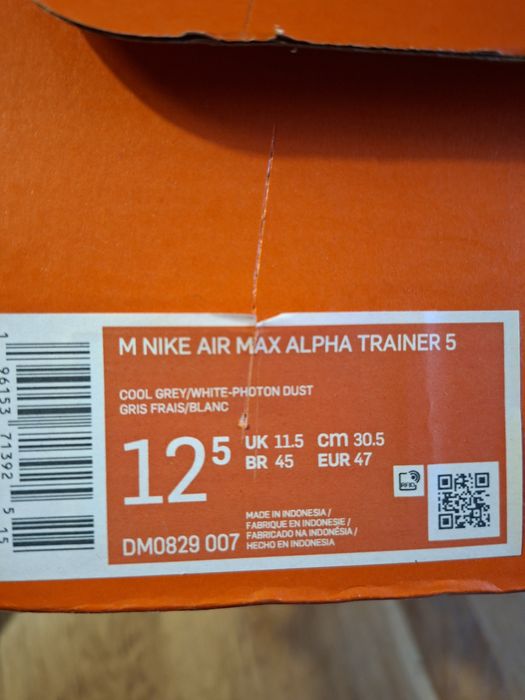 M NIKE AIR MAX ALPHA TRAINER 5
COOL GREY/WHITE-PHOTON DUST
GRIS FRAIS/BLANC
12⁵
UK 11.5 cm 30.5
BR 45 EUR 47
RFID
DM0829 007
MADE IN INDONESIA /
FABRIQUE EN INDONESIE /
FABRICADO NA INDONÉSIA /
HECHO EN INDONESIA
1 96153 71392 5 15